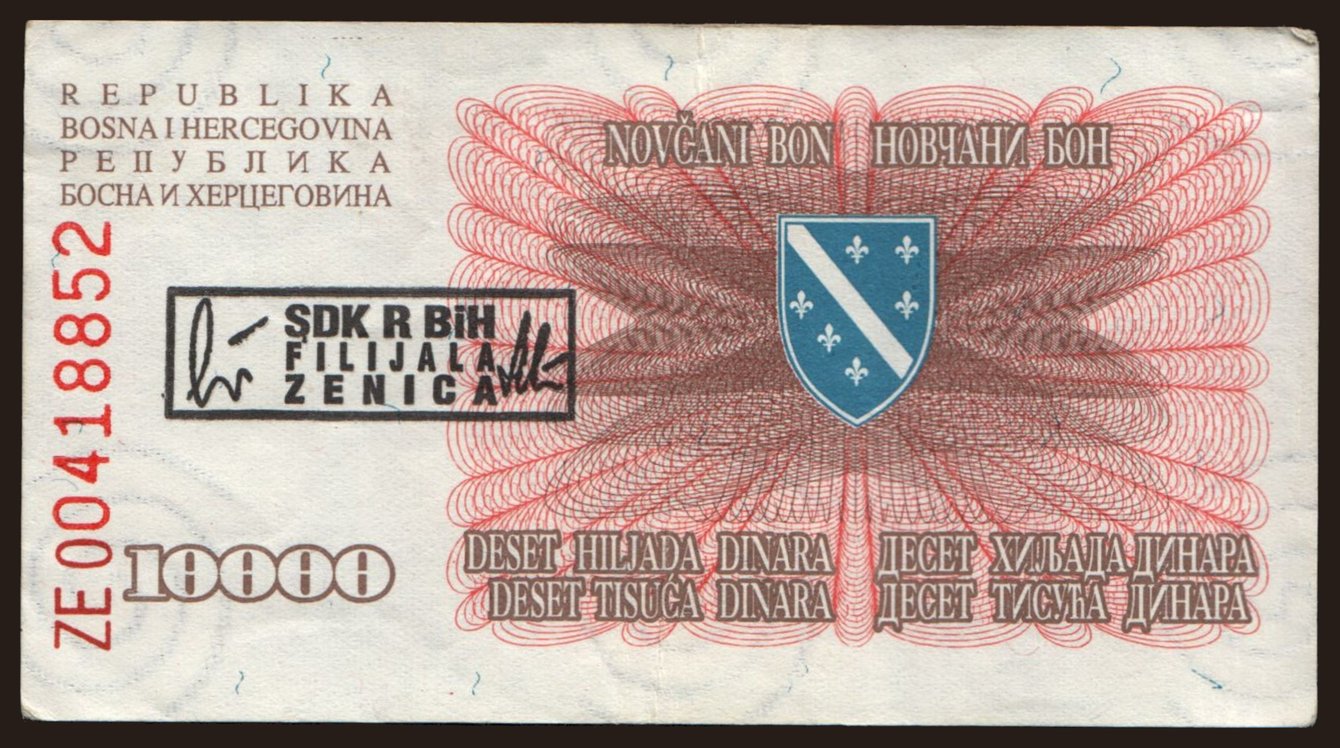 REPUBLIKA
BOSNA I HERCEGOVINA
РЕПУБЛИКА
БОСНА И ХЕРЦЕГОВИНА
NOVČANI BON НОВЧАНИ БОН
ZE00418852
SDK R BiH
FILIJALA
ZENICA
10000
DESET HILJADA DINARA ДЕСЕТ ХИЉАДА ДИНАРА
DESET TISUĆA DINARA ДЕСЕТ ТИСУЋА ДИНАРА